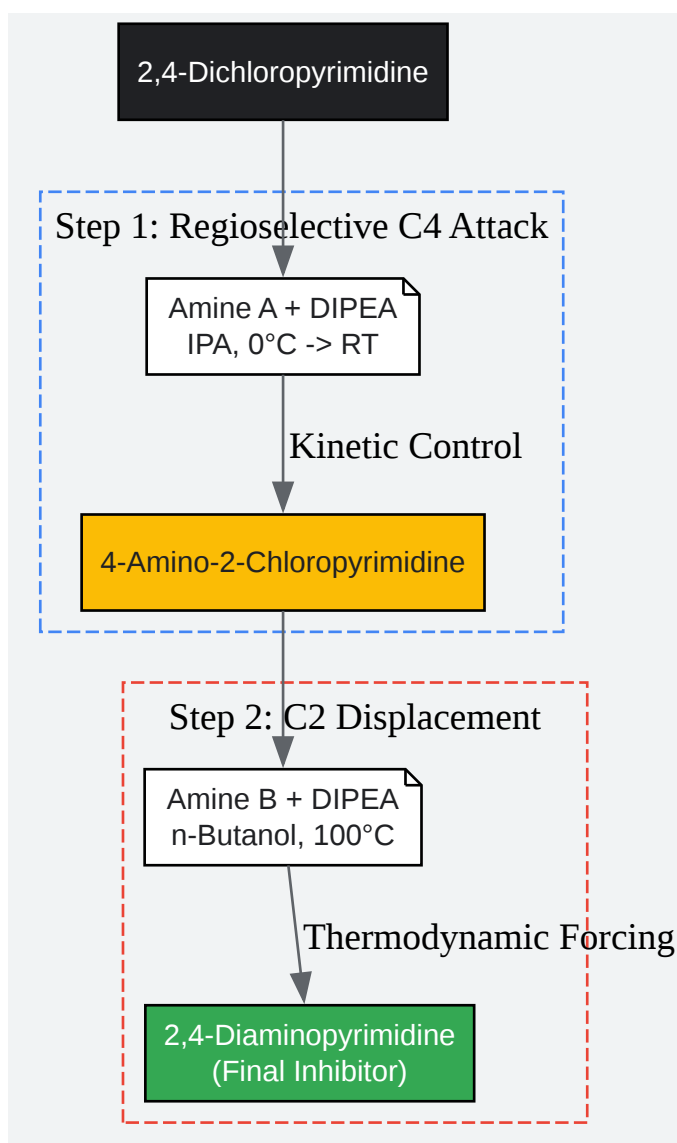 2,4-Dichloropyrimidine
Step 1: Regioselective C4 Attack
Amine A + DIPEA
IPA, 0°C -> RT
Kinetic Control
4-Amino-2-Chloropyrimidine
Step 2: C2 Displacement
Amine B + DIPEA
n-Butanol, 100°C
Thermodynamic Forcing
2,4-Diaminopyrimidine
(Final Inhibitor)